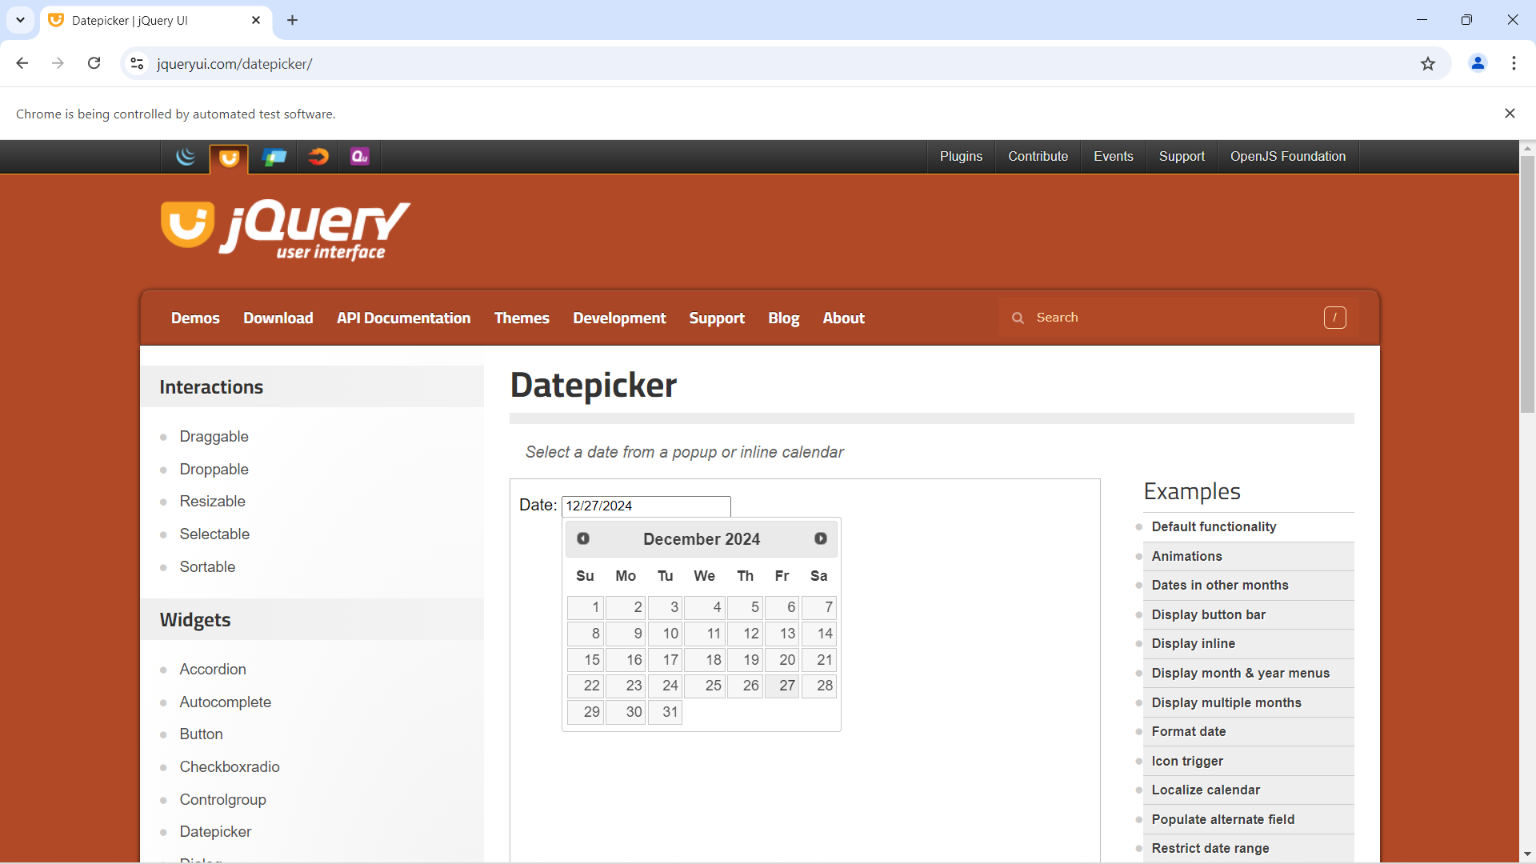 Datepicker | jQuery UI
jqueryui.com/datepicker/
Chrome is being controlled by automated test software.
Plugins Contribute Events Support OpenJS Foundation
jQuery
user interface
Demos Download API Documentation Themes Development Support Blog About Search /
Interactions
Draggable
Droppable
Resizable
Selectable
Sortable
Widgets
Accordion
Autocomplete
Button
Checkboxradio
Controlgroup
Datepicker
Datepicker
Select a date from a popup or inline calendar
Date: 12/27/2024
December 2024
Su Mo Tu We Th Fr Sa
1 2 3 4 5 6 7
8 9 10 11 12 13 14
15 16 17 18 19 20 21
22 23 24 25 26 27 28
29 30 31
Examples
Default functionality
Animations
Dates in other months
Display button bar
Display inline
Display month & year menus
Display multiple months
Format date
Icon trigger
Localize calendar
Populate alternate field
Restrict date range